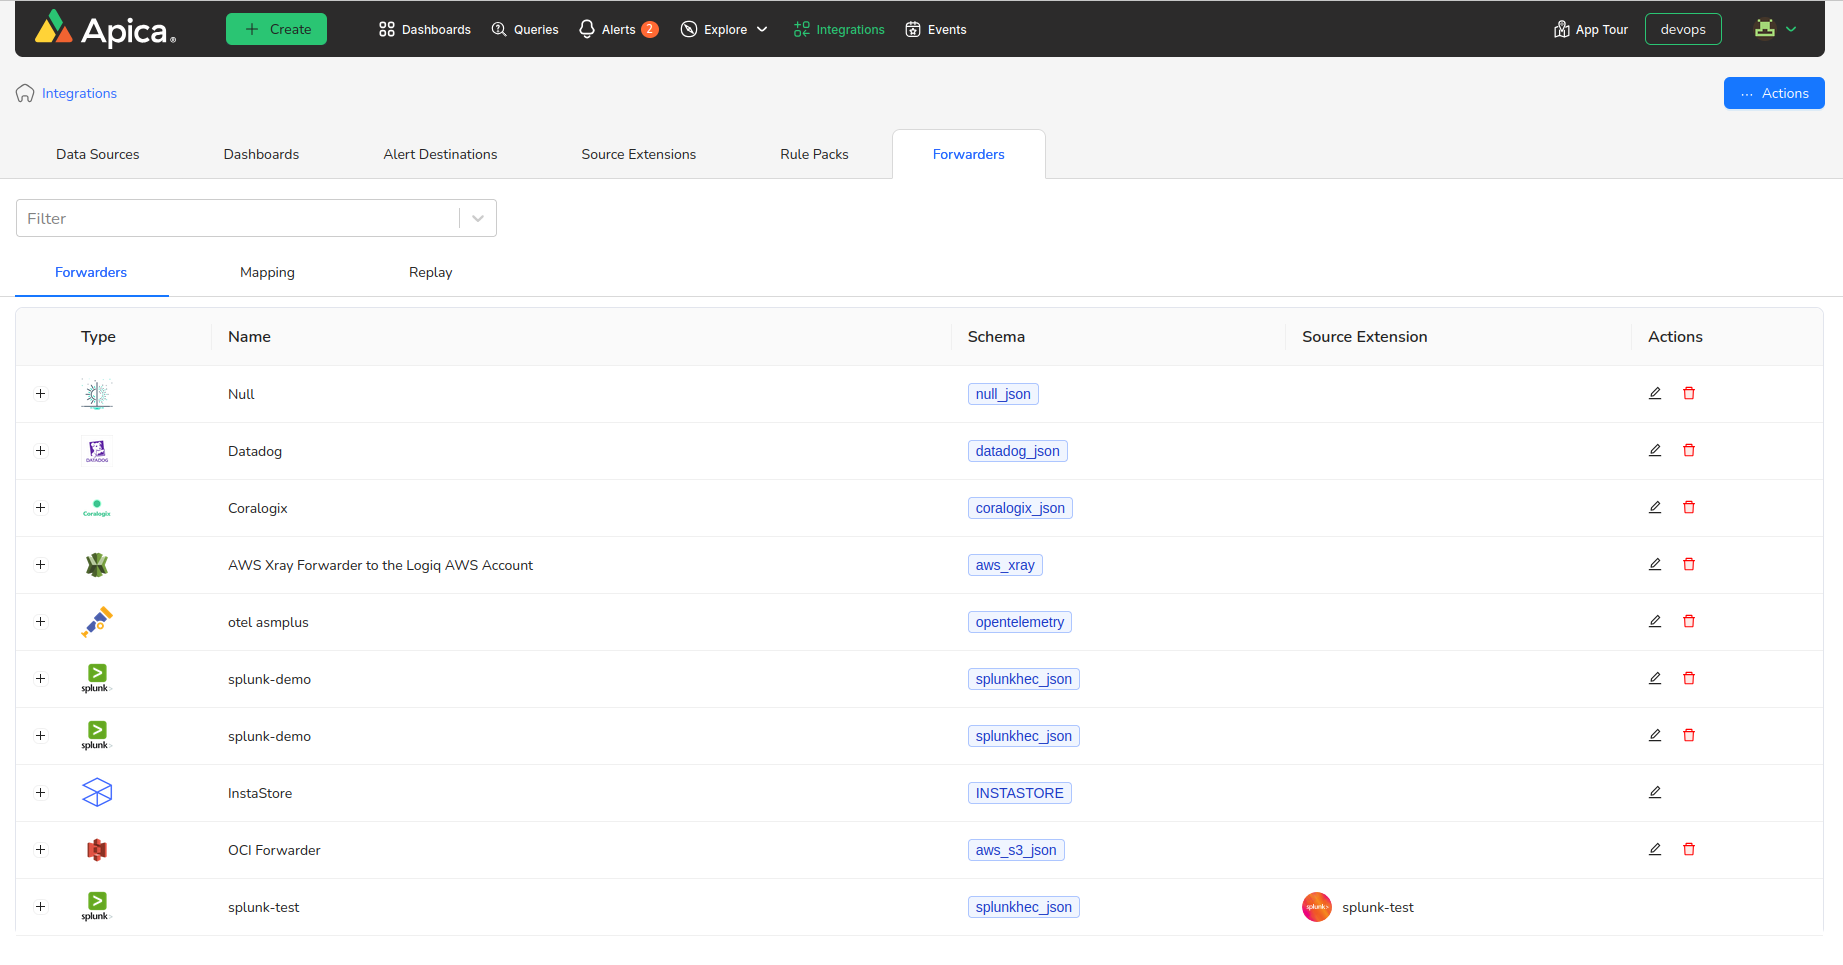 Apica
Create
Dashboards
Queries
Alerts 2
Explore
Integrations
Events
App Tour
devops
Integrations
... Actions
Data Sources
Dashboards
Alert Destinations
Source Extensions
Rule Packs
Forwarders
Filter
Forwarders
Mapping
Replay
Type Name Schema Source Extension Actions
Null null_json
DATADOG Datadog datadog_json
Coralogix Coralogix coralogix_json
AWS Xray Forwarder to the Logiq AWS Account aws_xray
otel asmplus opentelemetry
splunk> splunk-demo splunkhec_json
splunk> splunk-demo splunkhec_json
InstaStore INSTASTORE
OCI Forwarder aws_s3_json
splunk> splunk-test splunkhec_json splunk> splunk-test